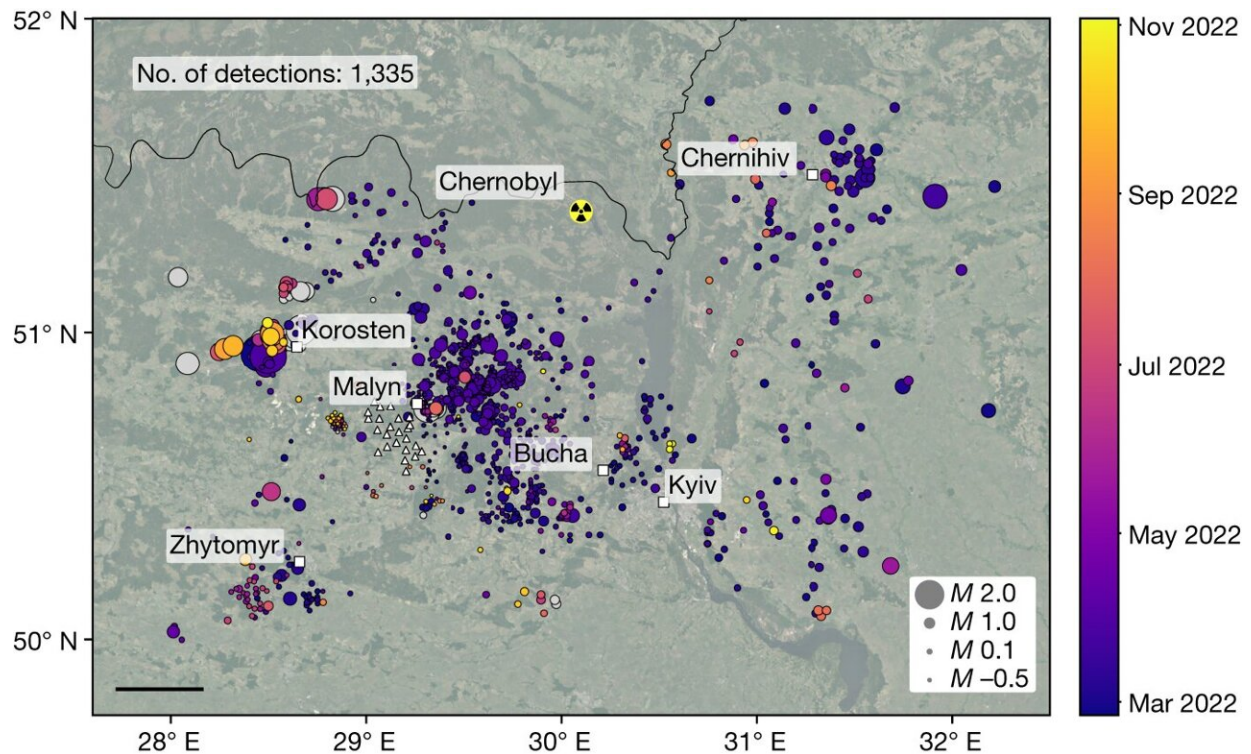 52° N
No. of detections: 1,335
Chernihiv
Chernobyl
51° N
Korosten
Malyn
Bucha
Kyiv
Zhytomyr
50° N
M 2.0
M 1.0
M 0.1
M –0.5
28° E
29° E
30° E
31° E
32° E
Nov 2022
Sep 2022
Jul 2022
May 2022
Mar 2022